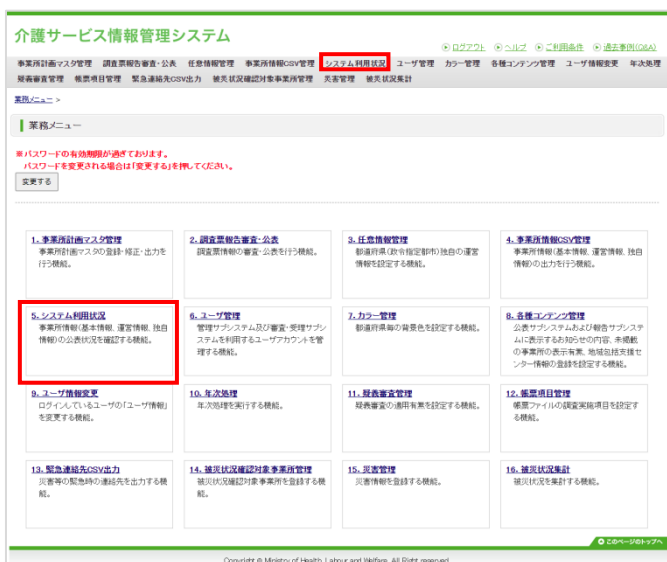 介護サービス情報管理システム
ログアウト ヘルプ ご利用条件 過去事例(Q&A)
事業所計画マスタ管理 調査票報告審査・公表 任意情報管理 事業所情報CSV管理 システム利用状況 ユーザ管理 カラー管理 各種コンテンツ管理 ユーザ情報変更 年次処理
疑義審査管理 帳票項目管理 緊急連絡先CSV出力 被災状況確認対象事業所管理 災害管理 被災状況集計
業務メニュー >
業務メニュー
※パスワードの有効期限が過ぎております。
パスワードを変更される場合は「変更する」を押してください。
変更する
1. 事業所計画マスタ管理
事業所計画マスタの登録・修正・出力を
行う機能。
2. 調査票報告審査・公表
調査票情報の審査・公表を行う機能。
3. 任意情報管理
都道府県(政令指定都市)独自の運営
情報を設定する機能。
4. 事業所情報CSV管理
事業所情報(基本情報、運営情報、独自
情報)の出力を行う機能。
5. システム利用状況
事業所情報(基本情報、運営情報、独自
情報)の公表状況を確認する機能。
6. ユーザ管理
管理サブシステム及び審査・受理サブシ
ステムを利用するユーザアカウントを管
理する機能。
7. カラー管理
都道府県毎の背景色を設定する機能。
8. 各種コンテンツ管理
公表サブシステムおよび報告サブシステ
ムに表示するお知らせの内容、未掲載
の事業所の表示有無、地域包括支援セ
ンター情報の登録を設定する機能。
9. ユーザ情報変更
ログインしているユーザの「ユーザ情報」
を変更する機能。
10. 年次処理
年次処理を実行する機能。
11. 疑義審査管理
疑義審査の適用有無を設定する機能。
12. 帳票項目管理
帳票ファイルの調査実施項目を設定す
る機能。
13. 緊急連絡先CSV出力
災害等の緊急時の連絡先を出力する機
能。
14. 被災状況確認対象事業所管理
被災状況確認対象事業所を登録する機
能。
15. 災害管理
災害情報を登録する機能。
16. 被災状況集計
被災状況を集計する機能。
このページのトップへ
Copyright © Ministry of Health, Labour and Welfare, All Right reserved.